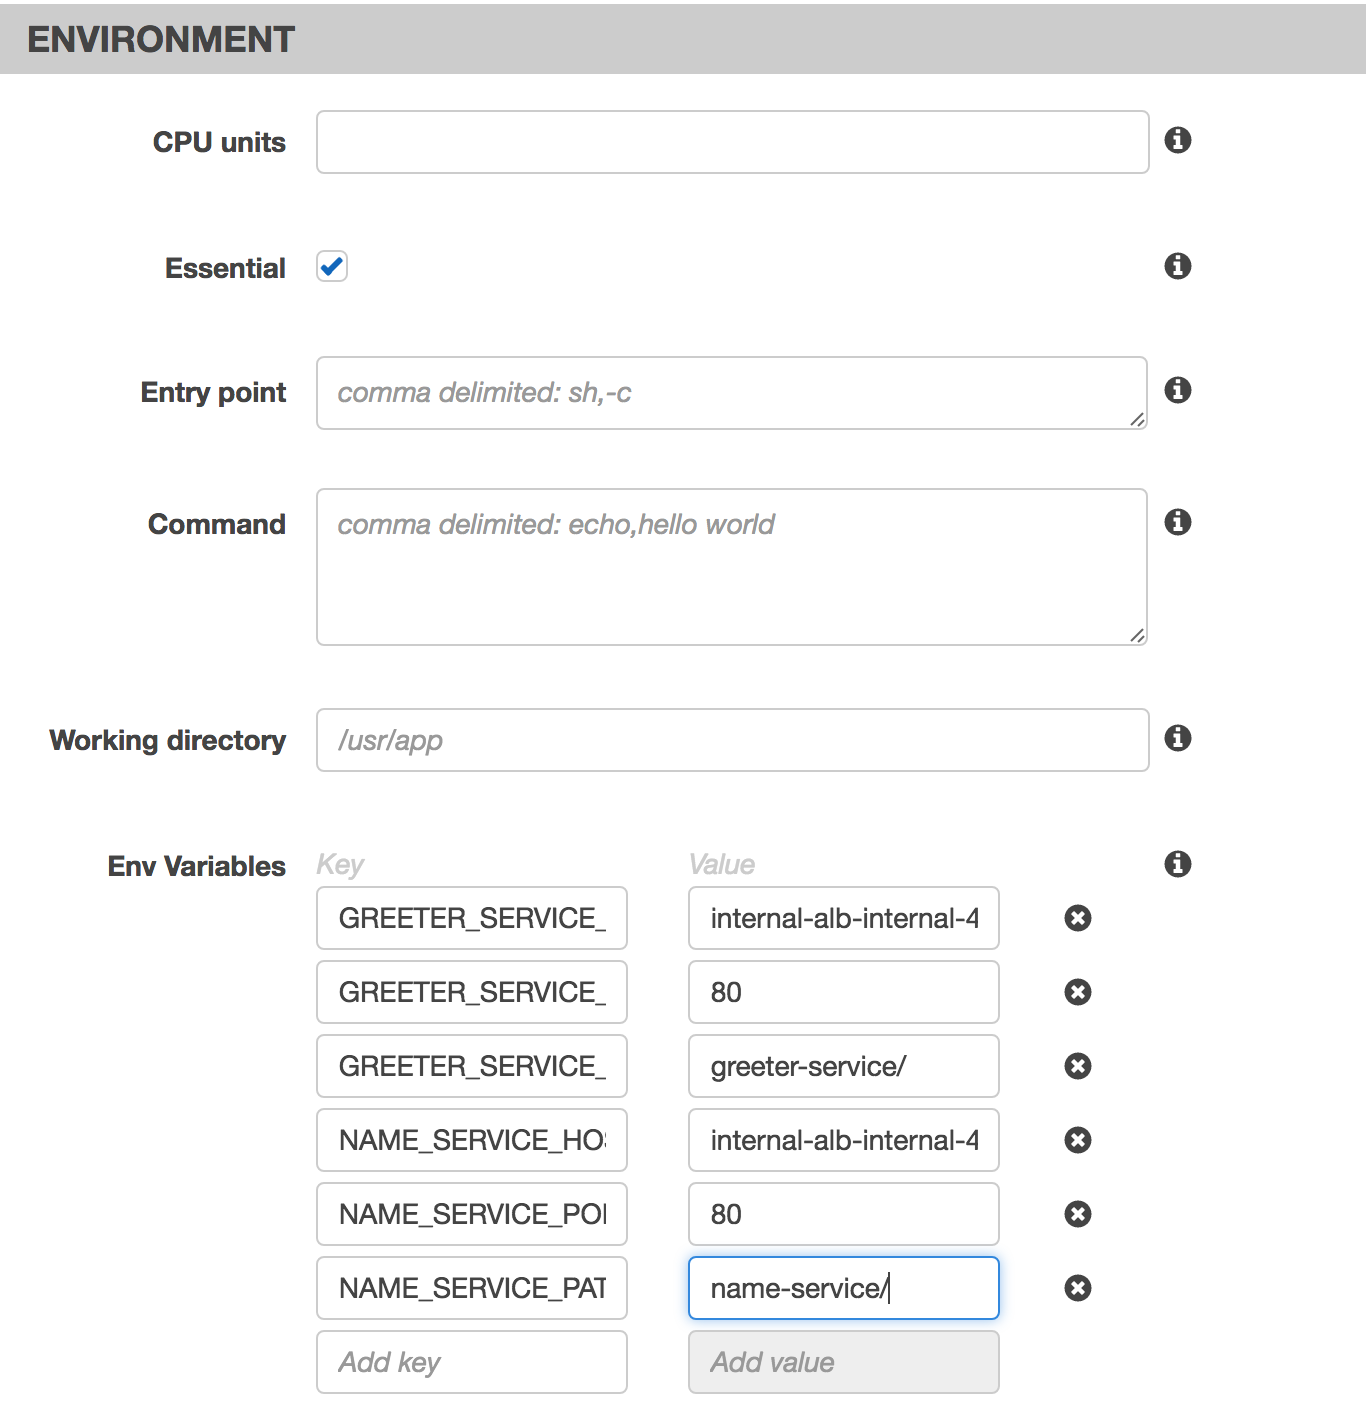 ENVIRONMENT
CPU units
Essential
Entry point comma delimited: sh,-c
Command comma delimited: echo,hello world
Working directory /usr/app
Env Variables Key Value
GREETER_SERVICE_ internal-alb-internal-4
GREETER_SERVICE_ 80
GREETER_SERVICE_ greeter-service/
NAME_SERVICE_HO internal-alb-internal-4
NAME_SERVICE_PO 80
NAME_SERVICE_PAT name-service/
Add key Add value